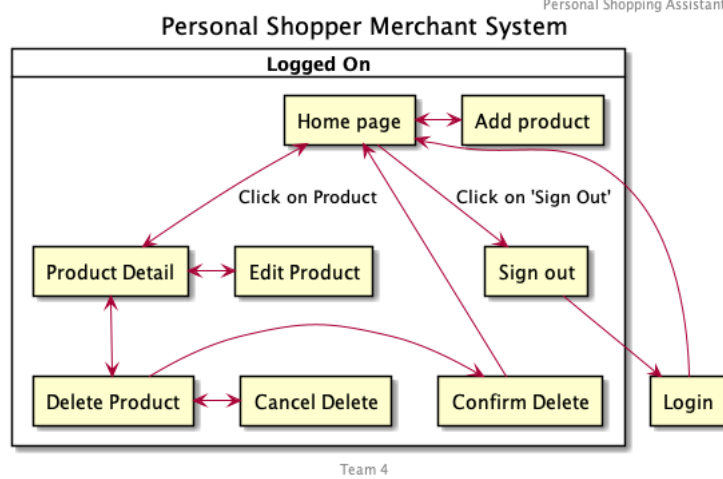 Personal Shopping Assistant
Personal Shopper Merchant System
Logged On
Home page
Add product
Click on Product
Click on 'Sign Out'
Product Detail
Edit Product
Sign out
Delete Product
Cancel Delete
Confirm Delete
Login
Team 4